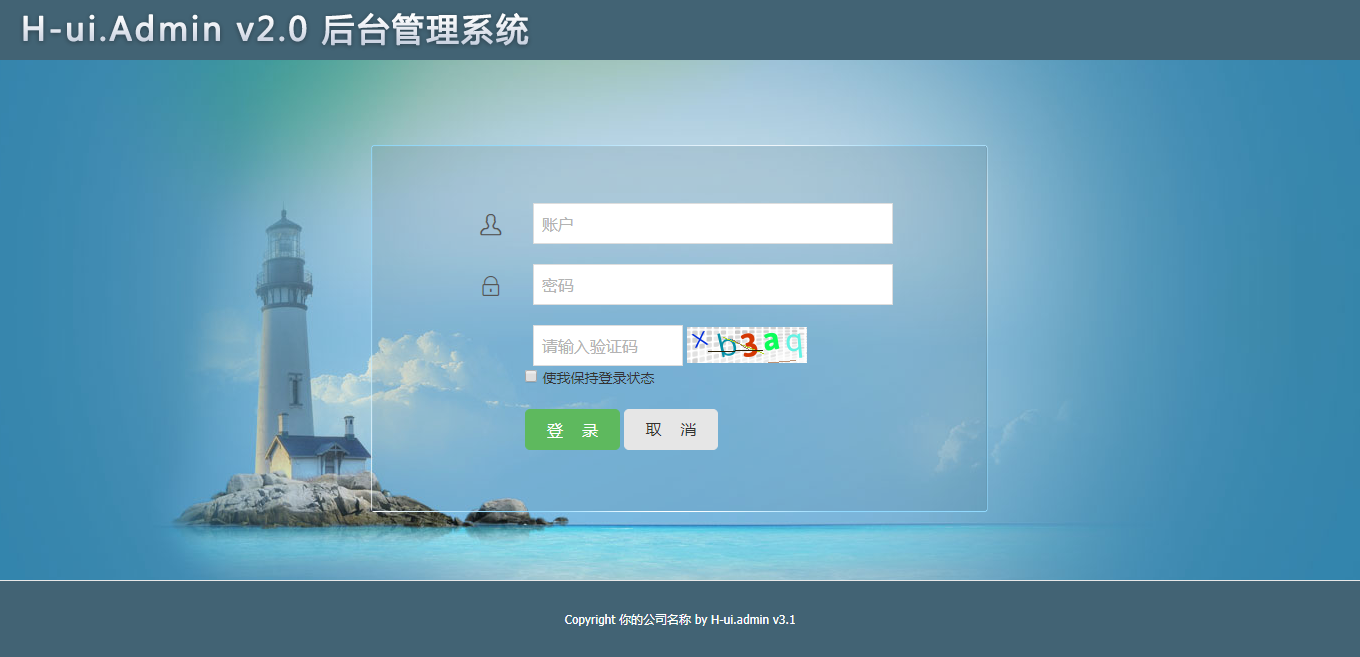 H-ui.Admin v2.0 后台管理系统
账户
密码
请输入验证码 xb3aq
使我保持登录状态
登 录 取 消
Copyright 你的公司名称 by H-ui.admin v3.1